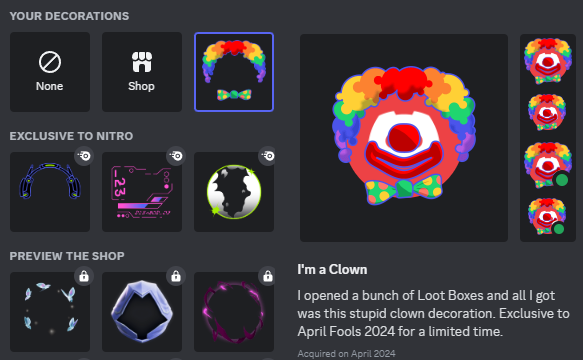 YOUR DECORATIONS
None
Shop
EXCLUSIVE TO NITRO
PREVIEW THE SHOP
I'm a Clown
I opened a bunch of Loot Boxes and all I got
was this stupid clown decoration. Exclusive to
April Fools 2024 for a limited time.
Acquired on April 2024